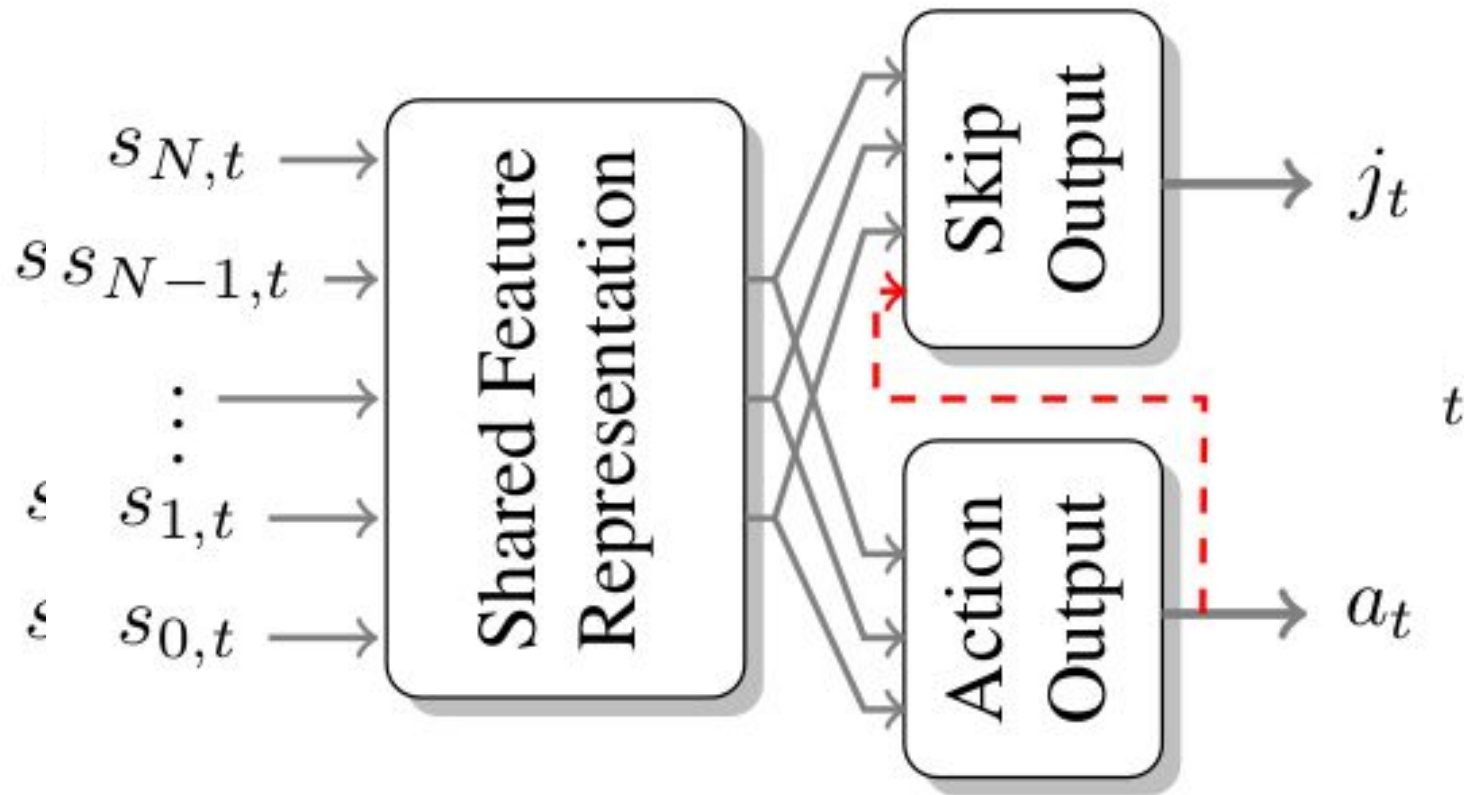 s_{N,t}
s s_{N-1,t}
⋮
s_{1,t}
s_{0,t}
Shared Feature
Representation
Skip
Output
Action
Output
j_t
t
a_t